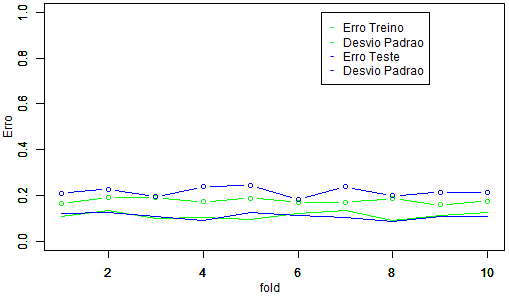 Erro Treino
Desvio Padrao
Erro Teste
Desvio Padrao
Erro
1.0
0.8
0.6
0.4
0.2
0.0
2 4 6 8 10
fold